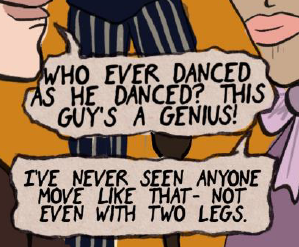 WHO EVER DANCED
AS HE DANCED? THIS
GUY'S A GENIUS!
I'VE NEVER SEEN ANYONE
MOVE LIKE THAT- NOT
EVEN WITH TWO LEGS.